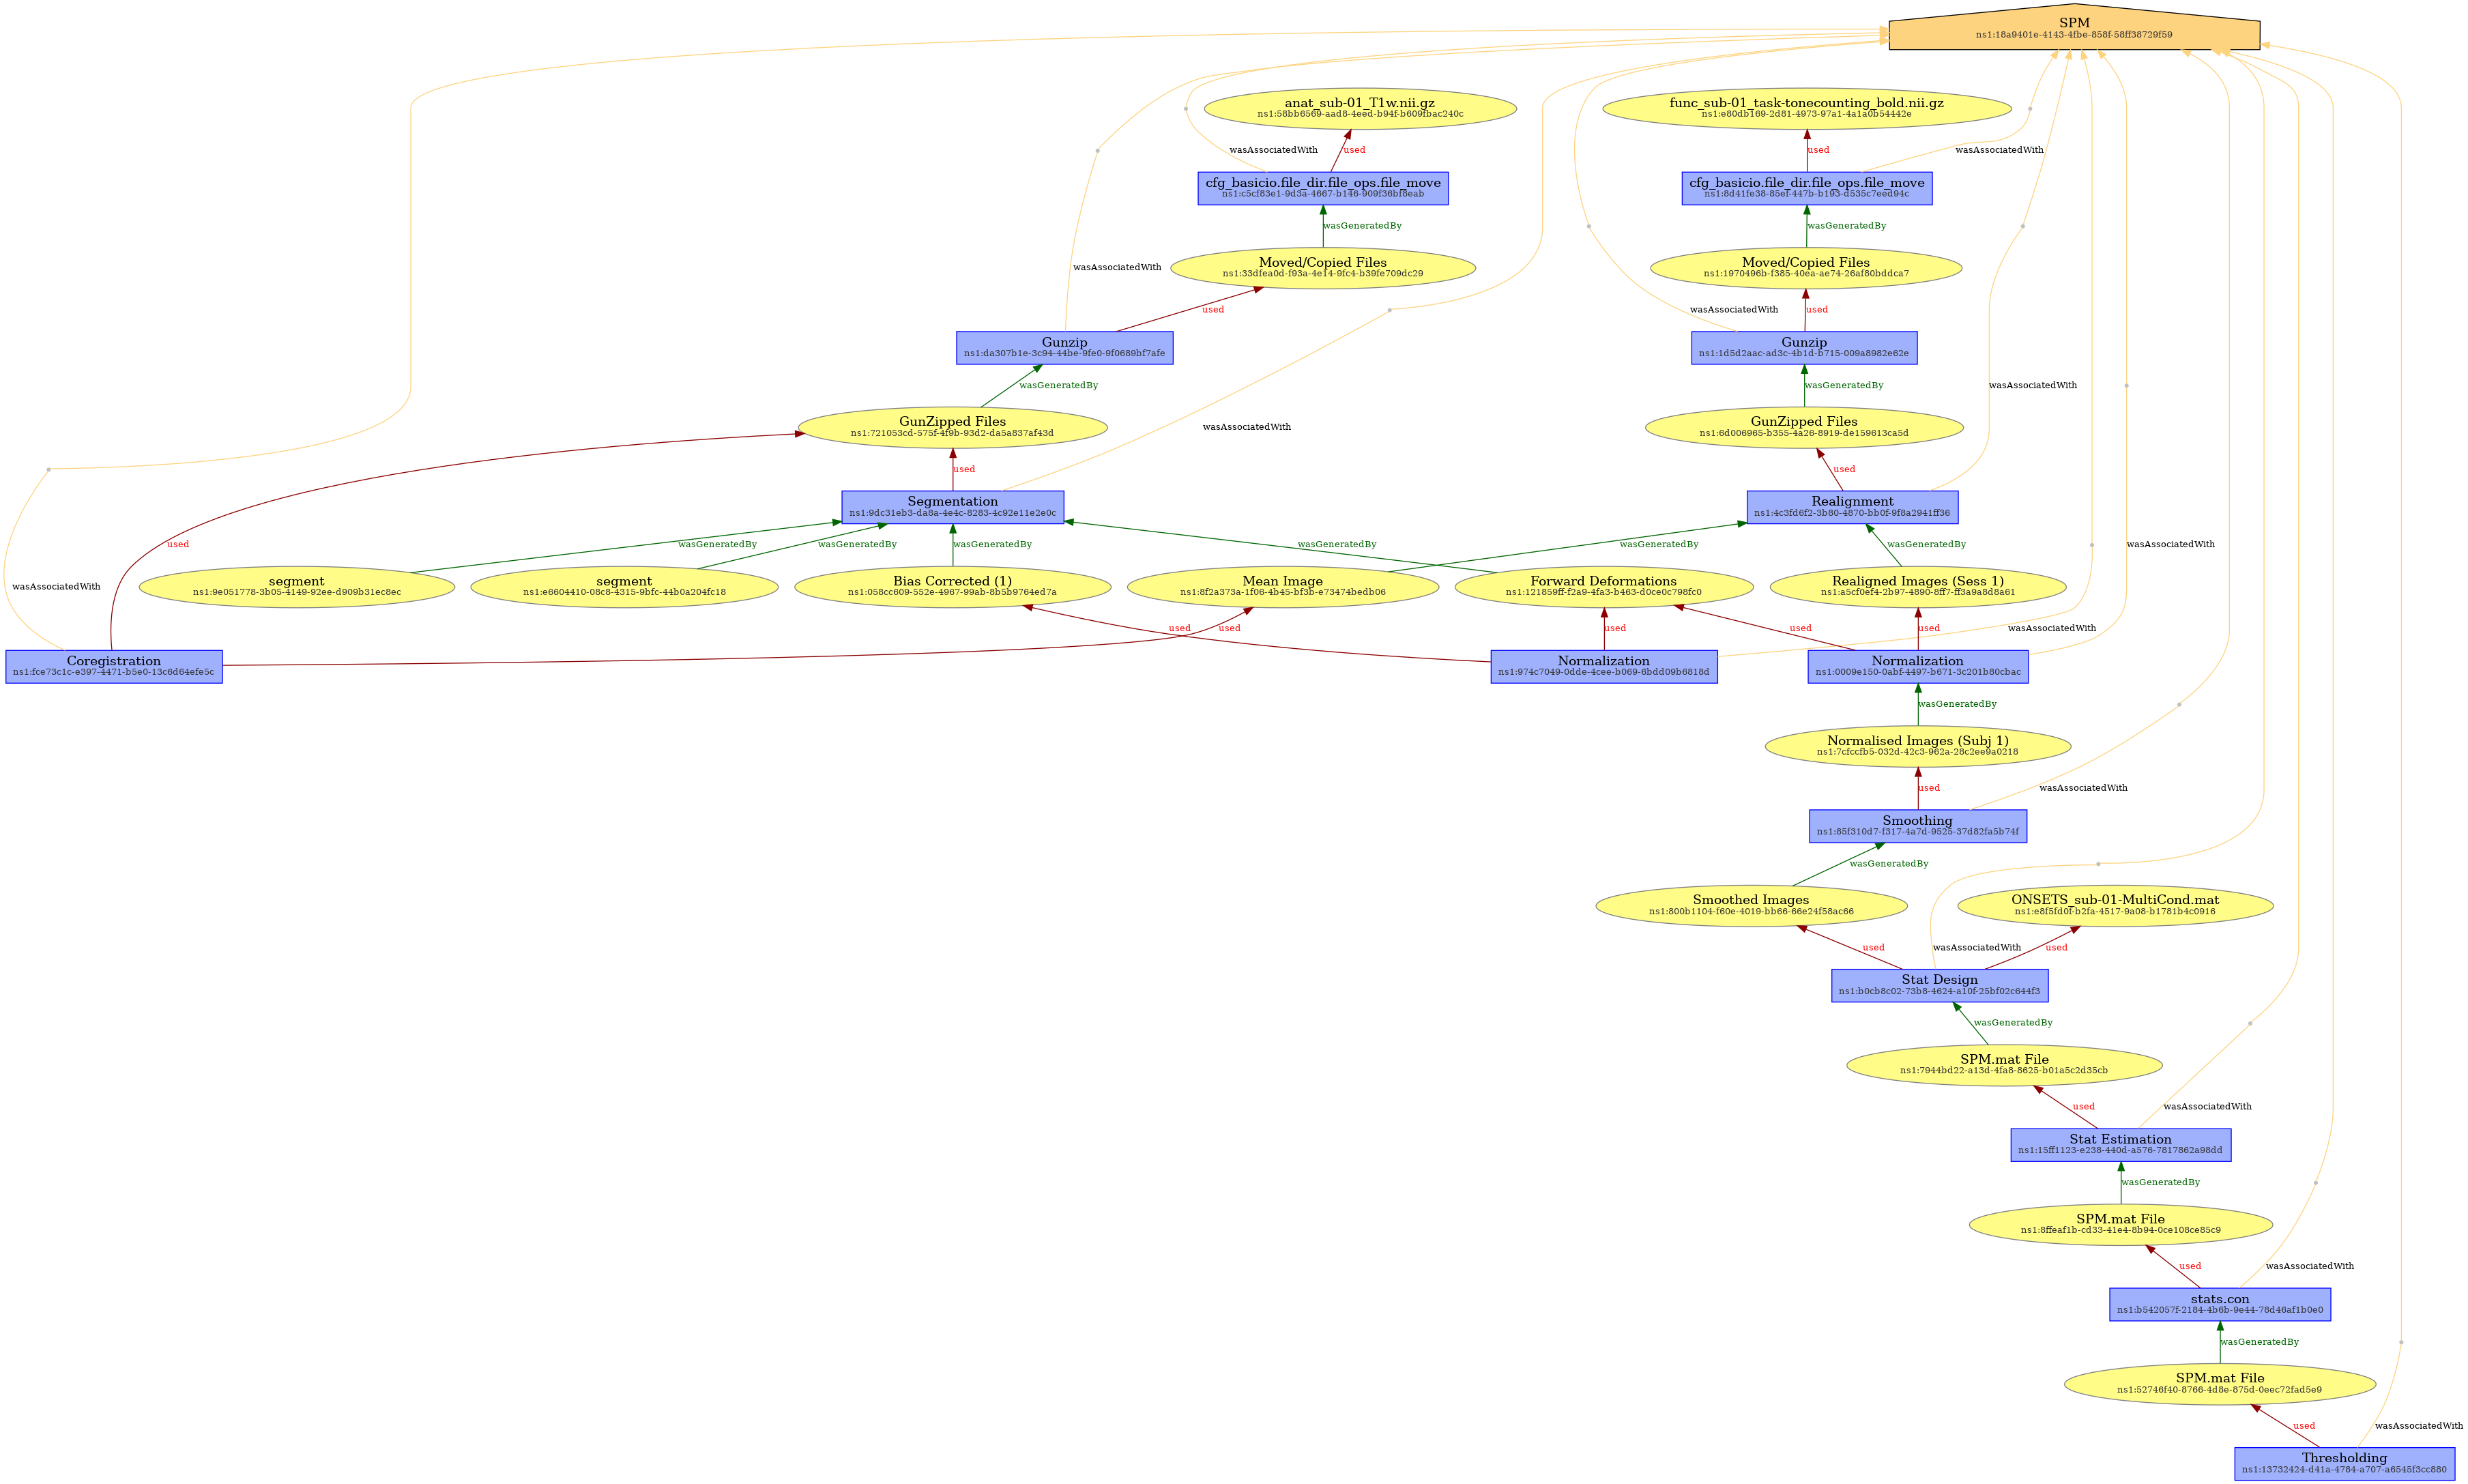 SPM
ns1:18a9401e-4143-4fbe-858f-58ff38729f59
anat_sub-01_T1w.nii.gz
ns1:58bb6569-aad8-4eed-b94f-b609fbac240c
func_sub-01_task-tonecounting_bold.nii.gz
ns1:e80db169-2d81-4973-97a1-4a1a0b54442e
wasAssociatedWith
used
used
wasAssociatedWith
cfg_basicio.file_dir.file_ops.file_move
ns1:c5cf83e1-9d3a-4667-b146-909f36bf8eab
cfg_basicio.file_dir.file_ops.file_move
ns1:8d41fe38-85ef-447b-b193-d535c7eed94c
wasGeneratedBy
wasGeneratedBy
wasAssociatedWith
Moved/Copied Files
ns1:33dfea0d-f93a-4e14-9fc4-b39fe709dc29
Moved/Copied Files
ns1:1970496b-f385-40ea-ae74-26af80bddca7
used
wasAssociatedWith
used
Gunzip
ns1:da307b1e-3c94-44be-9fe0-9f0689bf7afe
Gunzip
ns1:1d5d2aac-ad3c-4b1d-b715-009a8982e62e
wasGeneratedBy
wasGeneratedBy
wasAssociatedWith
GunZipped Files
ns1:721053cd-575f-4f9b-93d2-da5a837af43d
wasAssociatedWith
GunZipped Files
ns1:6d006965-b355-4a26-8919-de159613ca5d
used
used
Segmentation
ns1:9dc31eb3-da8a-4e4c-8283-4c92e11e2e0c
Realignment
ns1:4c3fd6f2-3b80-4870-bb0f-9f8a2941ff36
used
wasGeneratedBy
wasGeneratedBy
wasGeneratedBy
wasGeneratedBy
wasGeneratedBy
wasGeneratedBy
wasAssociatedWith
wasAssociatedWith
segment
ns1:9e051778-3b05-4149-92ee-d909b31ec8ec
segment
ns1:e6604410-08c8-4315-9bfc-44b0a204fc18
Bias Corrected (1)
ns1:058cc609-552e-4967-99ab-8b5b9764ed7a
Mean Image
ns1:8f2a373a-1f06-4b45-bf3b-e73474bedb06
Forward Deformations
ns1:121859ff-f2a9-4fa3-b463-d0ce0c798fc0
Realigned Images (Sess 1)
ns1:a5cf0ef4-2b97-4890-8ff7-ff3a9a8d8a61
used
used
used
used
used
wasAssociatedWith
Coregistration
ns1:fce73c1c-e397-4471-b5e0-13c6d64efe5c
Normalization
ns1:974c7049-0dde-4cee-b069-6bdd09b6818d
Normalization
ns1:0009e150-0abf-4497-b671-3c201b80cbac
wasGeneratedBy
Normalised Images (Subj 1)
ns1:7cfccfb5-032d-42c3-962a-28c2ee9a0218
used
wasAssociatedWith
Smoothing
ns1:85f310d7-f317-4a7d-9525-37d82fa5b74f
wasGeneratedBy
Smoothed Images
ns1:800b1104-f60e-4019-bb66-66e24f58ac66
ONSETS_sub-01-MultiCond.mat
ns1:e8f5fd0f-b2fa-4517-9a08-b1781b4c0916
used
wasAssociatedWith
used
Stat Design
ns1:b0cb8c02-73b8-4624-a10f-25bf02c644f3
wasGeneratedBy
SPM.mat File
ns1:7944bd22-a13d-4fa8-8625-b01a5c2d35cb
used
wasAssociatedWith
Stat Estimation
ns1:15ff1123-e238-440d-a576-7817862a98dd
wasGeneratedBy
SPM.mat File
ns1:8ffeaf1b-cd33-41e4-8b94-0ce108ce85c9
used
wasAssociatedWith
stats.con
ns1:b542057f-2184-4b6b-9e44-78d46af1b0e0
wasGeneratedBy
SPM.mat File
ns1:52746f40-8766-4d8e-875d-0eec72fad5e9
used
wasAssociatedWith
Thresholding
ns1:13732424-d41a-4784-a707-a6545f3cc880